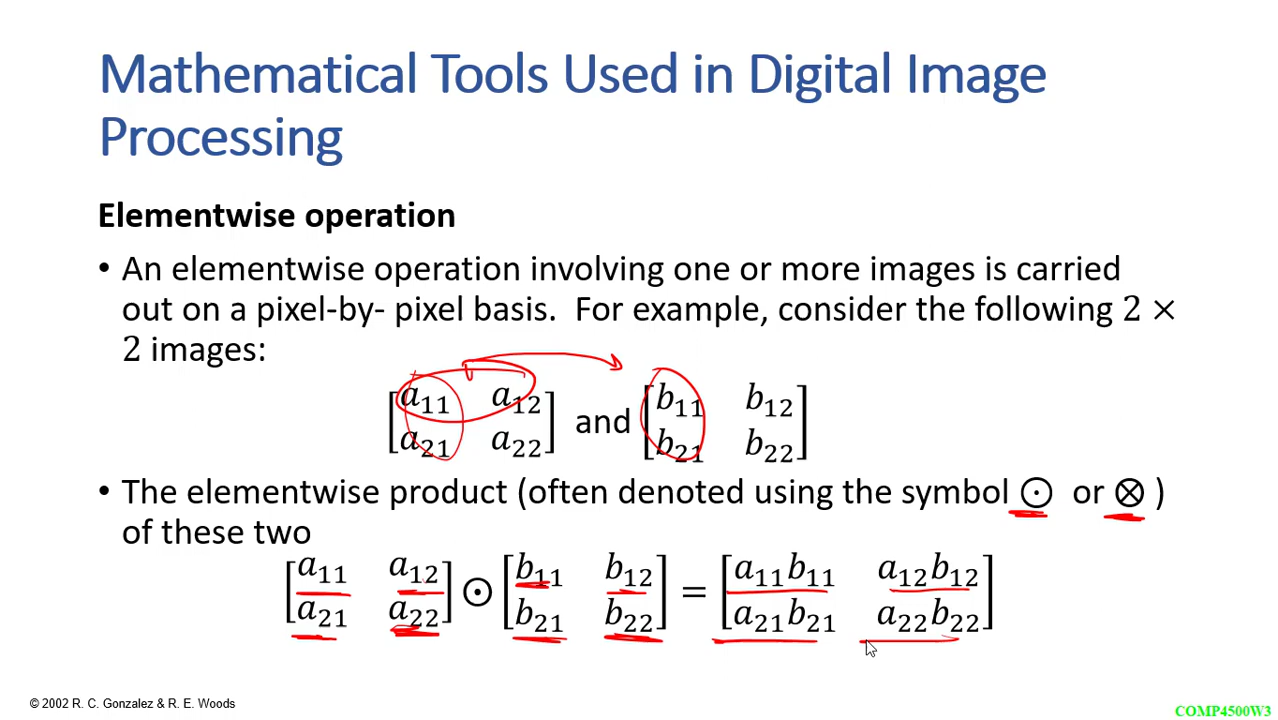 Mathematical Tools Used in Digital Image
Processing
Elementwise operation
• An elementwise operation involving one or more images is carried
out on a pixel-by- pixel basis. For example, consider the following 2 ×
2 images:
[a₁₁ a₁₂; a₂₁ a₂₂] and [b₁₁ b₁₂; b₂₁ b₂₂]
• The elementwise product (often denoted using the symbol ⊙ or ⊗ )
of these two
[a₁₁ a₁₂; a₂₁ a₂₂] ⊙ [b₁₁ b₁₂; b₂₁ b₂₂] = [a₁₁b₁₁ a₁₂b₁₂; a₂₁b₂₁ a₂₂b₂₂]
© 2002 R. C. Gonzalez & R. E. Woods
COMP4500W3